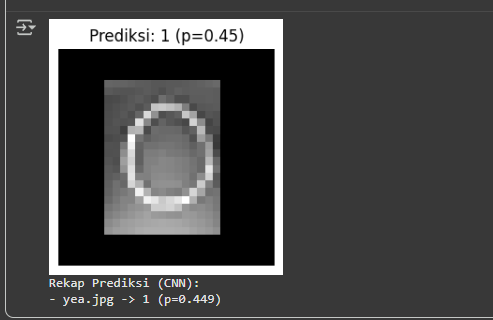 Prediksi: 1 (p=0.45)
Rekap Prediksi (CNN):
- yea.jpg -> 1 (p=0.449)